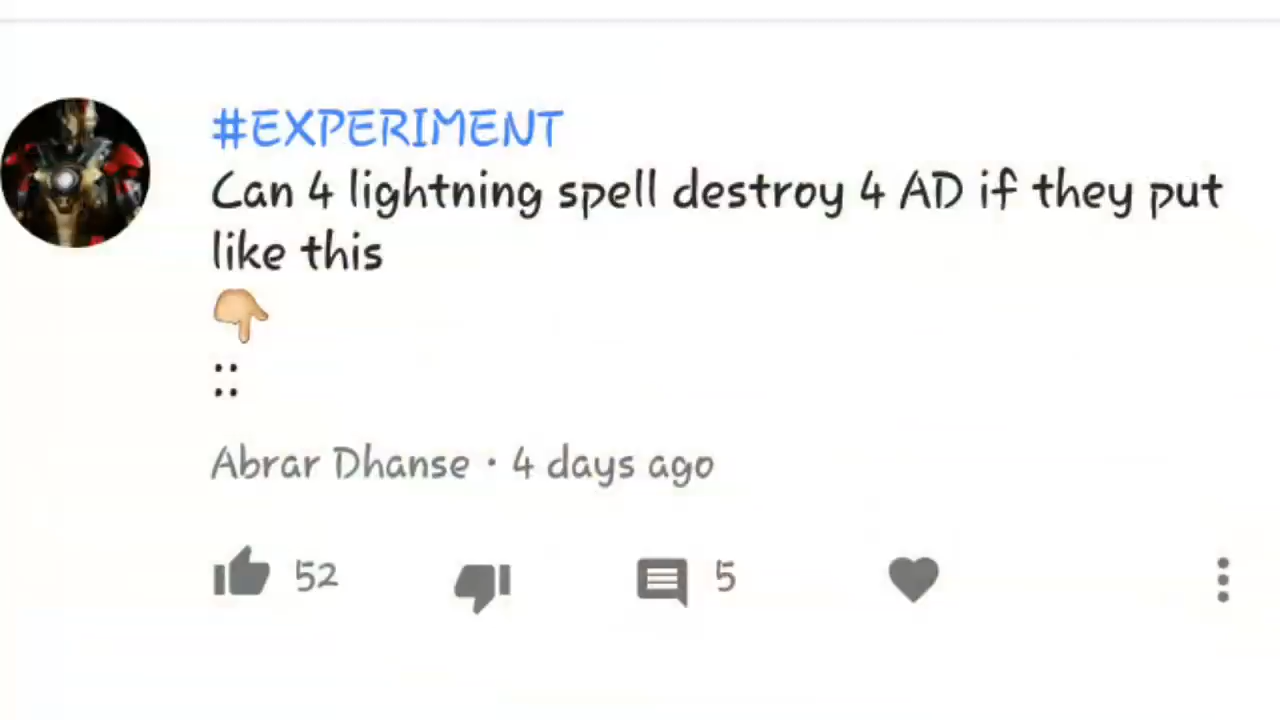 #EXPERIMENT
Can 4 lightning spell destroy 4 AD if they put
like this
👇🏼
::
Abrar Dhanse • 4 days ago
52 5